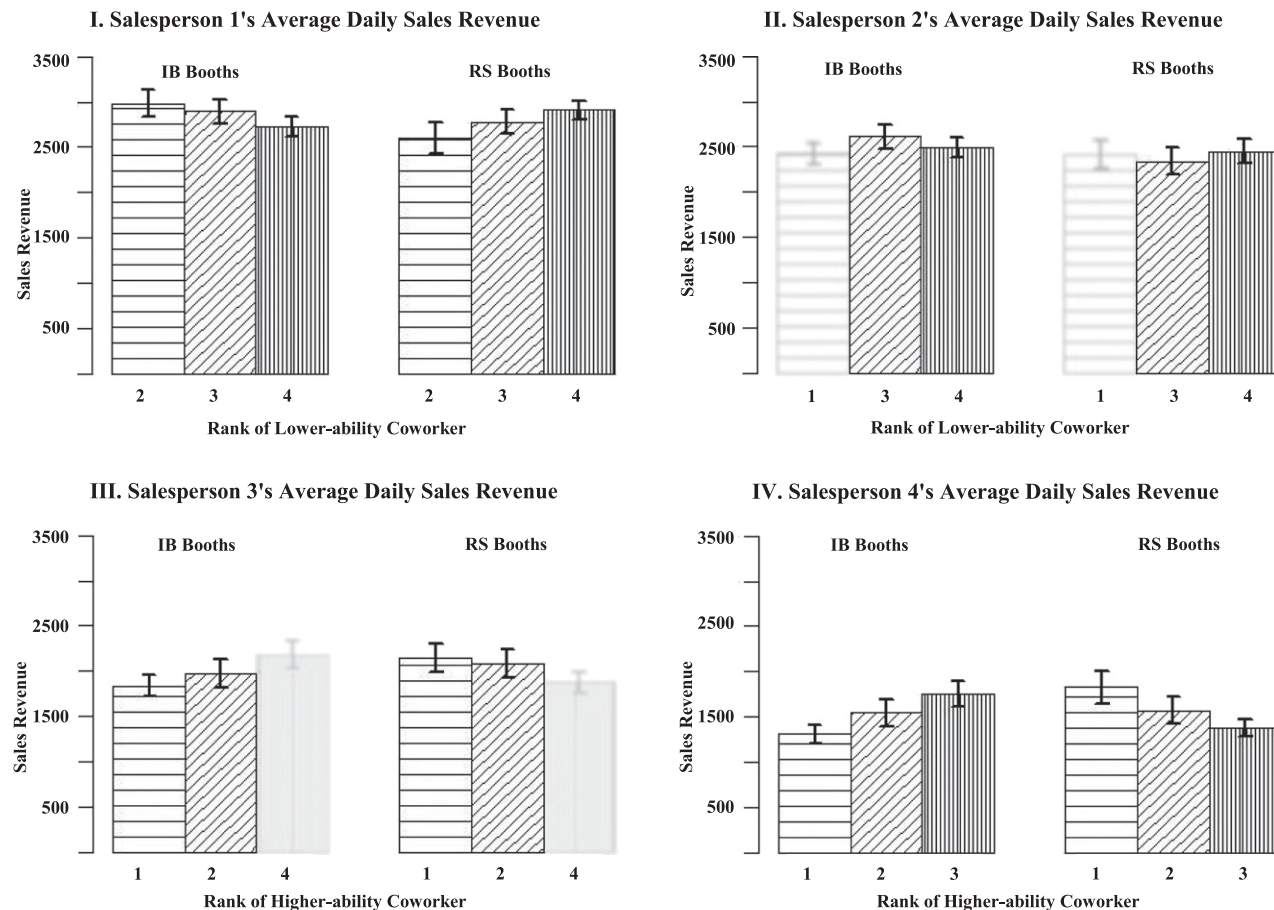 I. Salesperson 1's Average Daily Sales Revenue
3500
2500
1500
500
Sales Revenue
IB Booths
RS Booths
2 3 4
2 3 4
Rank of Lower-ability Coworker
II. Salesperson 2's Average Daily Sales Revenue
3500
2500
1500
500
Sales Revenue
IB Booths
RS Booths
1 3 4
1 3 4
Rank of Lower-ability Coworker
III. Salesperson 3's Average Daily Sales Revenue
3500
2500
1500
500
Sales Revenue
IB Booths
RS Booths
1 2 4
1 2 4
Rank of Higher-ability Coworker
IV. Salesperson 4's Average Daily Sales Revenue
3500
2500
1500
500
Sales Revenue
IB Booths
RS Booths
1 2 3
1 2 3
Rank of Higher-ability Coworker